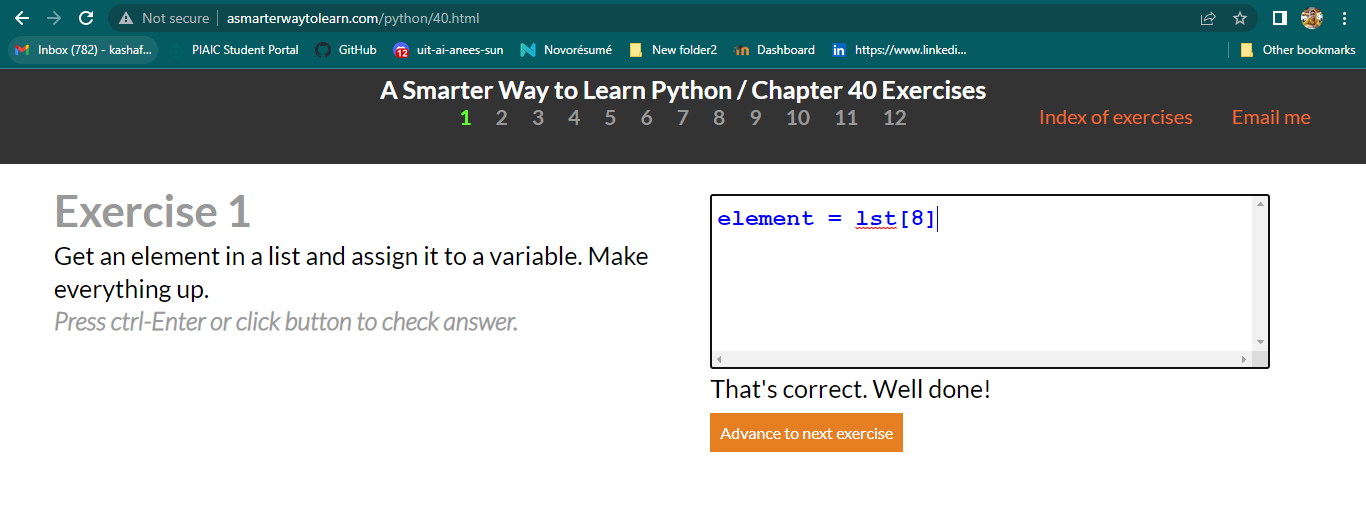 Not secure | asmarterwaytolearn.com/python/40.html
Inbox (782) - kashaf... PIAIC Student Portal GitHub 12 uit-ai-anees-sun Novorésumé New folder2 in Dashboard in https://www.linkedi... Other bookmarks
A Smarter Way to Learn Python / Chapter 40 Exercises
1 2 3 4 5 6 7 8 9 10 11 12 Index of exercises Email me
Exercise 1
element = lst[8]
Get an element in a list and assign it to a variable. Make
everything up.
Press ctrl-Enter or click button to check answer.
That's correct. Well done!
Advance to next exercise